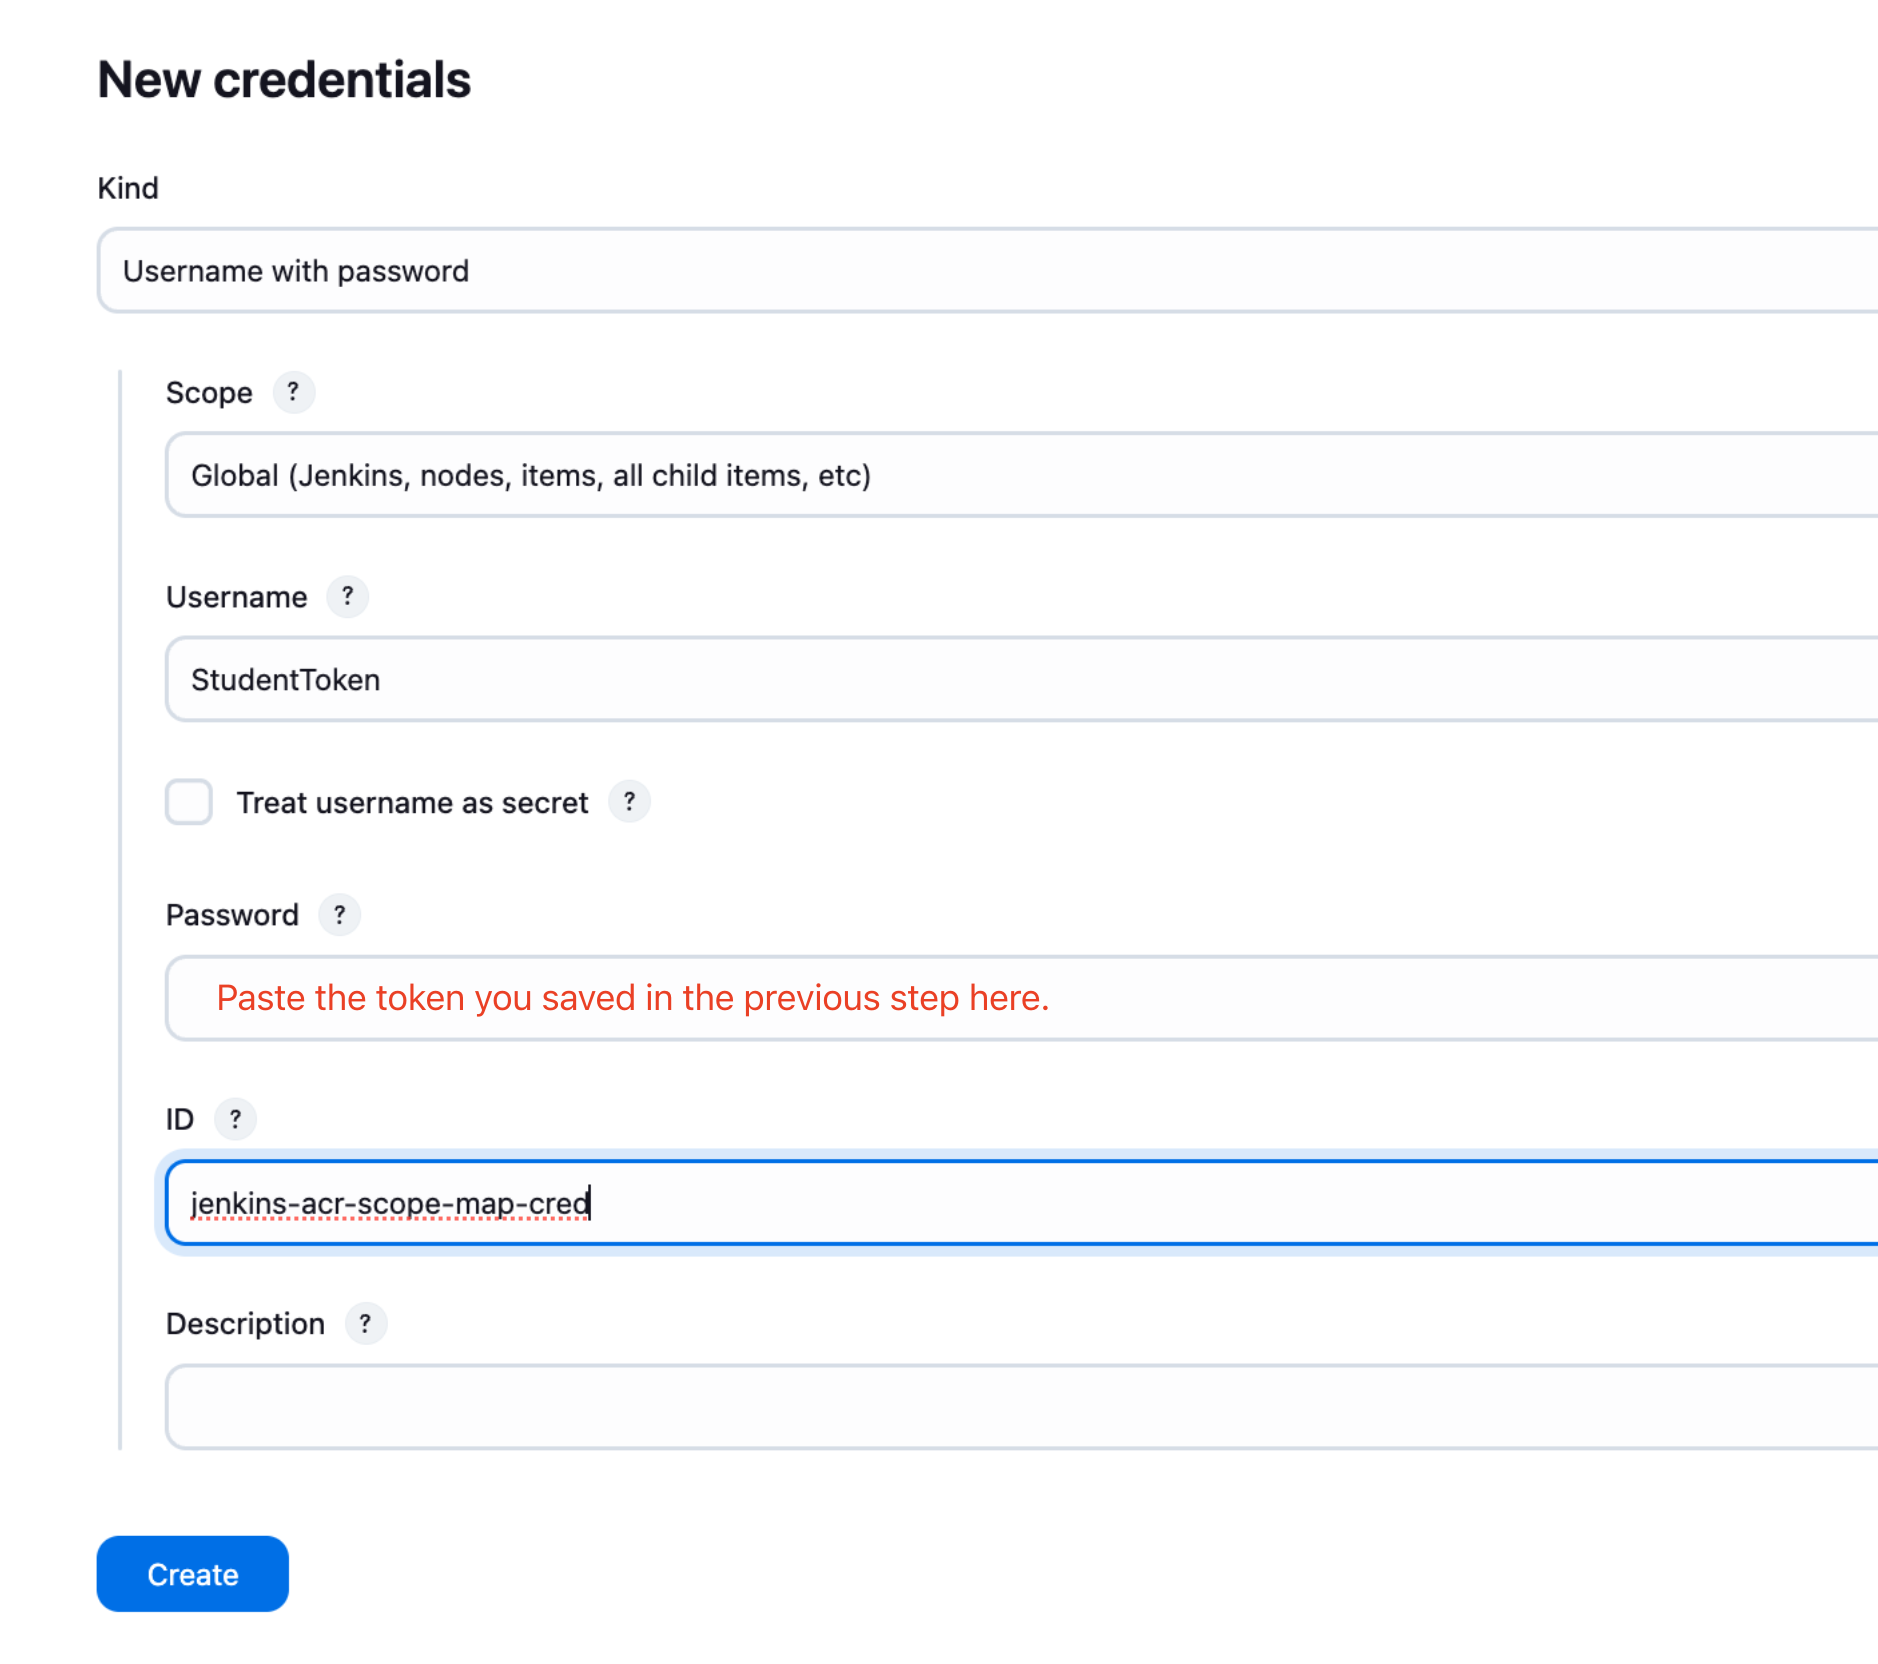 New credentials
Kind
Username with password
Scope ?
Global (Jenkins, nodes, items, all child items, etc)
Username ?
StudentToken
Treat username as secret ?
Password ?
Paste the token you saved in the previous step here.
ID ?
jenkins-acr-scope-map-cred
Description ?
Create